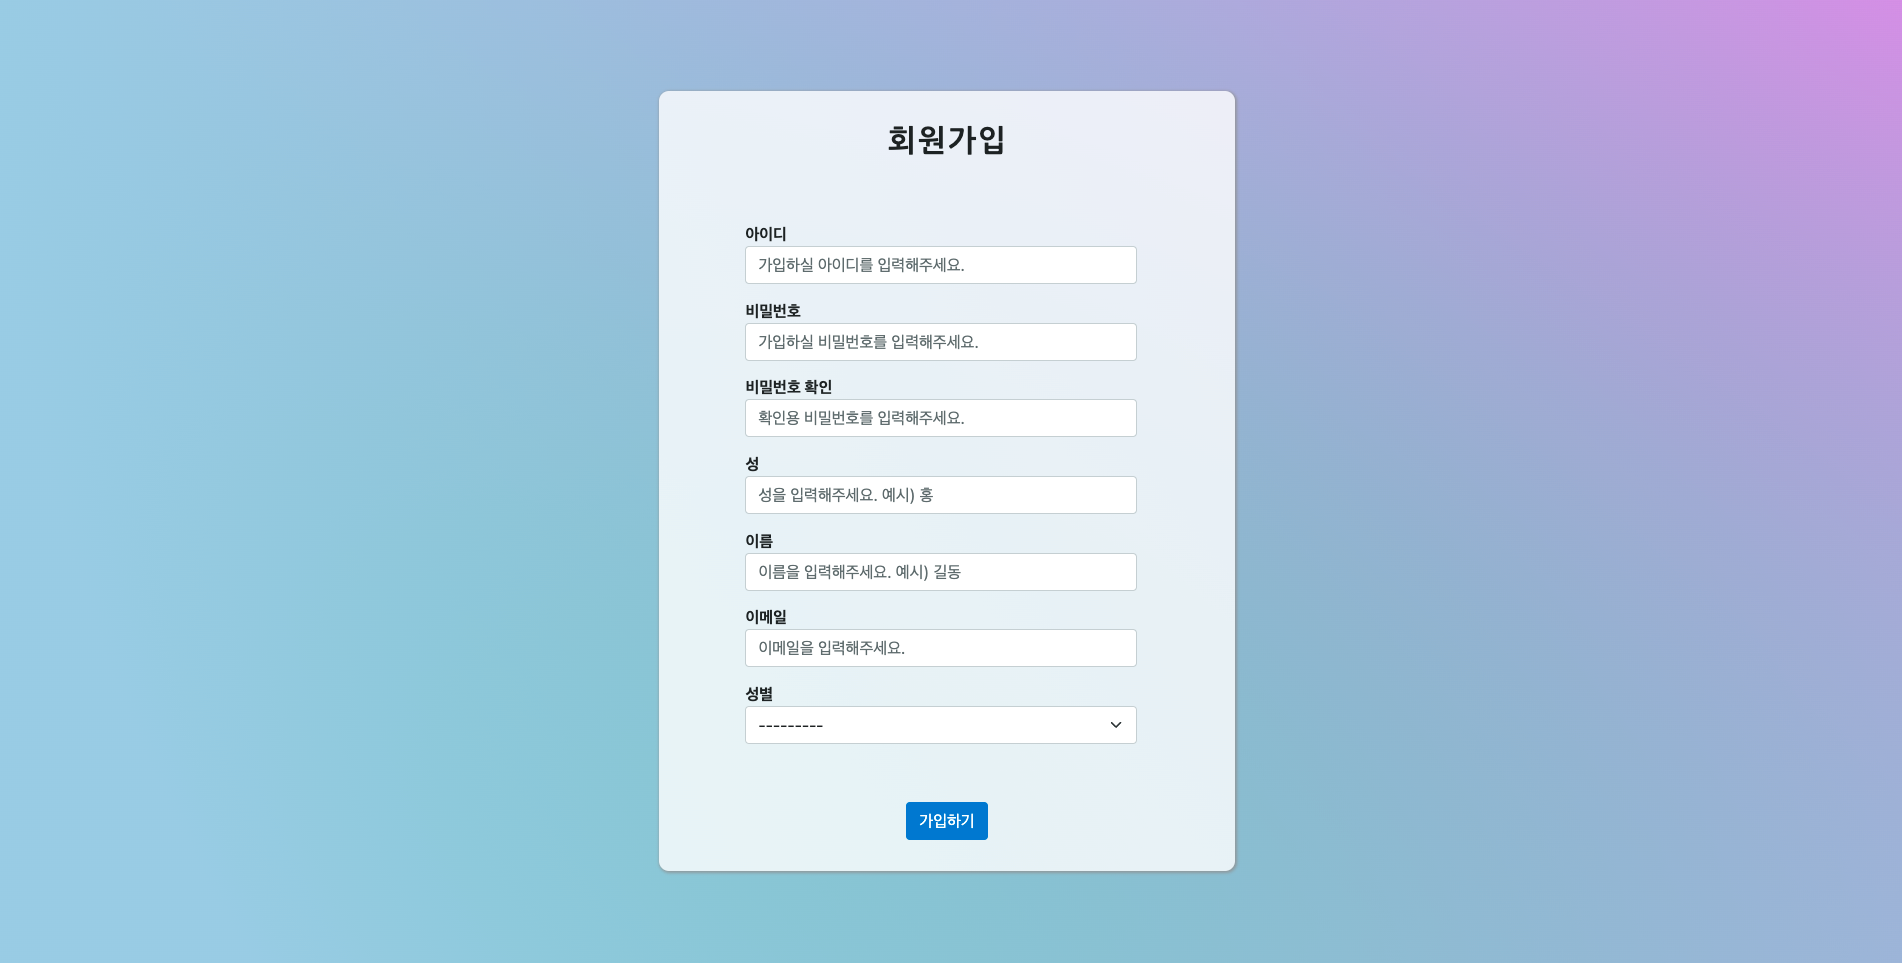 회원가입
아이디
가입하실 아이디를 입력해주세요.
비밀번호
가입하실 비밀번호를 입력해주세요.
비밀번호 확인
확인용 비밀번호를 입력해주세요.
성
성을 입력해주세요. 예시) 홍
이름
이름을 입력해주세요. 예시) 길동
이메일
이메일을 입력해주세요.
성별
---------
가입하기